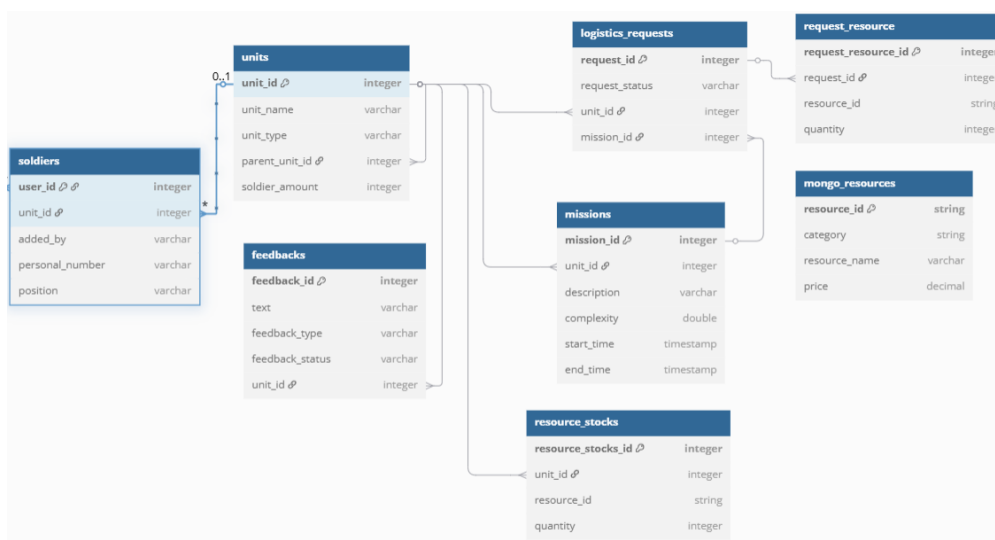 units
unit_id integer
unit_name varchar
unit_type varchar
parent_unit_id integer
soldier_amount integer
0..1
*
soldiers
user_id integer
unit_id integer
added_by varchar
personal_number varchar
position varchar
feedbacks
feedback_id integer
text varchar
feedback_type varchar
feedback_status varchar
unit_id integer
logistics_requests
request_id integer
request_status varchar
unit_id integer
mission_id integer
missions
mission_id integer
unit_id integer
description varchar
complexity double
start_time timestamp
end_time timestamp
resource_stocks
resource_stocks_id integer
unit_id integer
resource_id string
quantity integer
request_resource
request_resource_id integer
request_id integer
resource_id string
quantity integer
mongo_resources
resource_id string
category string
resource_name varchar
price decimal